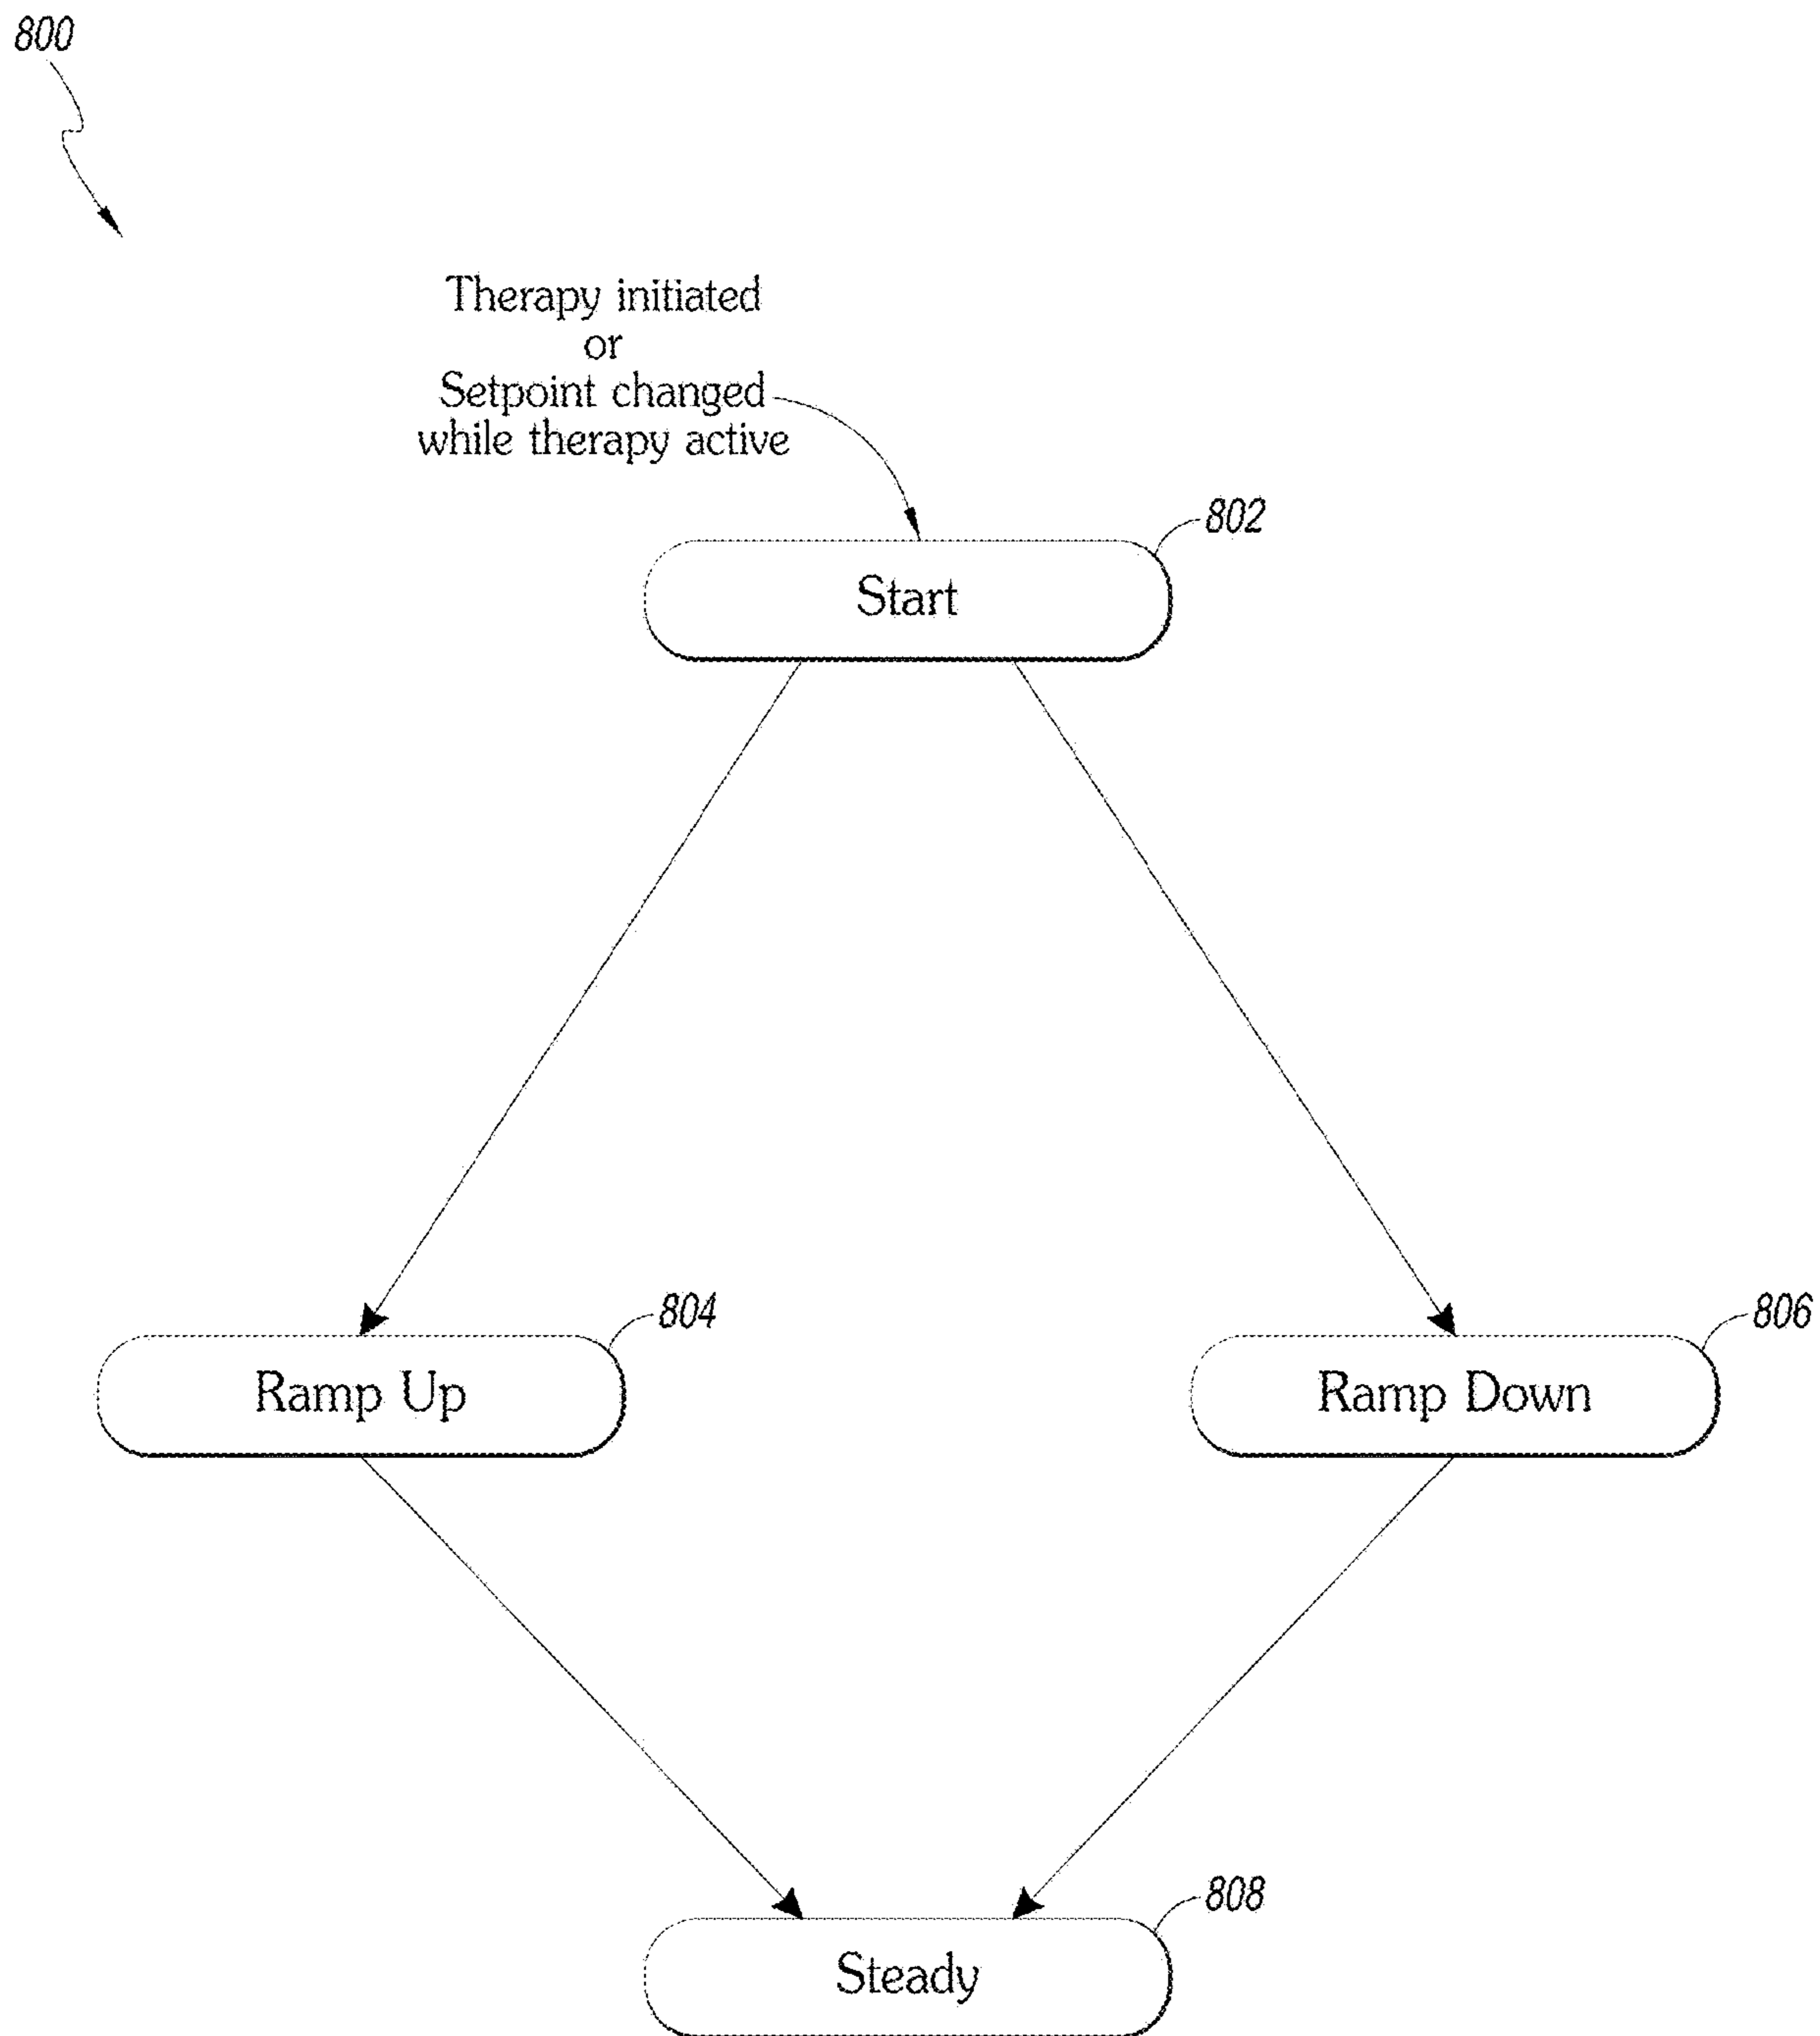 800
Therapy initiated
or
Setpoint changed
while therapy active
802
Start
804
Ramp Up
806
Ramp Down
808
Steady